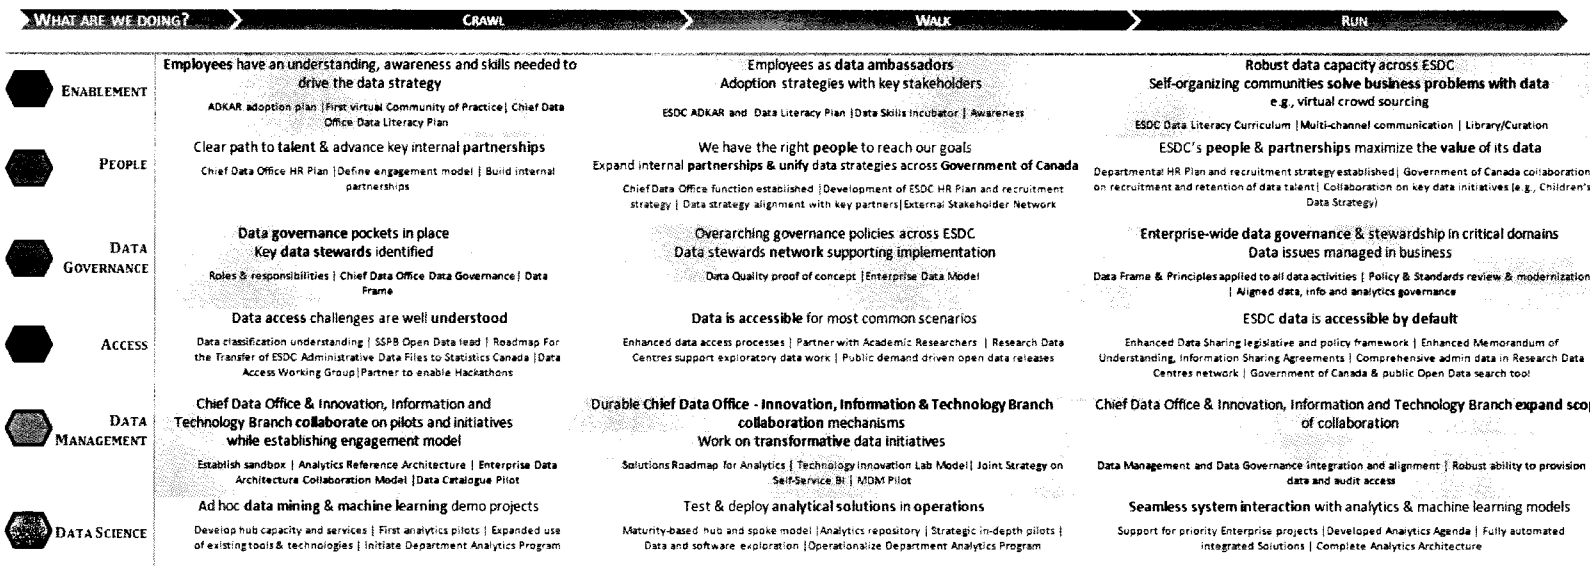 WHAT ARE WE DOING?
CRAWL
WALK
RUN
ENABLEMENT
Employees have an understanding, awareness and skills needed to
drive the data strategy
ADKAR adoption plan |First virtual Community of Practice| Chief Data
Office Data Literacy Plan
Employees as data ambassadors
Adoption strategies with key stakeholders
ESDC ADKAR and Data Literacy Plan |Data Skills Incubator | Awareness
Robust data capacity across ESDC
Self-organizing communities solve business problems with data
e.g., virtual crowd sourcing
ESDC Data Literacy Curriculum |Multi-channel communication | Library/Curation
PEOPLE
Clear path to talent & advance key internal partnerships
Chief Data Office HR Plan |Define engagement model | Build internal
partnerships
We have the right people to reach our goals
Expand internal partnerships & unify data strategies across Government of Canada
Chief Data Office function established |Development of ESDC HR Plan and recruitment
strategy | Data strategy alignment with key partners|External Stakeholder Network
ESDC's people & partnerships maximize the value of its data
Departmental HR Plan and recruitment strategy established| Government of Canada collaboration
on recruitment and retention of data talent| Collaboration on key data initiatives (e.g., Children's
Data Strategy)
DATA
GOVERNANCE
Data governance pockets in place
Key data stewards identified
Roles & responsibilities | Chief Data Office Data Governance| Data
Frame
Overarching governance policies across ESDC
Data stewards network supporting implementation
Data Quality proof of concept |Enterprise Data Model
Enterprise-wide data governance & stewardship in critical domains
Data issues managed in business
Data Frame & Principles applied to all data activities | Policy & Standards review & modernization
| Aligned data, info and analytics governance
ACCESS
Data access challenges are well understood
Data classification understanding | SSPB Open Data lead | Roadmap For
the Transfer of ESDC Administrative Data Files to Statistics Canada |Data
Access Working Group|Partner to enable Hackathons
Data is accessible for most common scenarios
Enhanced data access processes | Partner with Academic Researchers | Research Data
Centres support exploratory data work | Public demand driven open data releases
ESDC data is accessible by default
Enhanced Data Sharing legislative and policy framework | Enhanced Memorandum of
Understanding, Information Sharing Agreements | Comprehensive admin data in Research Data
Centres network | Government of Canada & public Open Data search tool
DATA
MANAGEMENT
Chief Data Office & Innovation, Information and
Technology Branch collaborate on pilots and initiatives
while establishing engagement model
Establish sandbox | Analytics Reference Architecture | Enterprise Data
Architecture Collaboration Model |Data Catalogue Pilot
Durable Chief Data Office - Innovation, Information & Technology Branch
collaboration mechanisms
Work on transformative data initiatives
Solutions Roadmap for Analytics | Technology Innovation Lab Model| Joint Strategy on
Self-Service BI | MDM Pilot
Chief Data Office & Innovation, Information and Technology Branch expand scop
of collaboration
Data Management and Data Governance integration and alignment | Robust ability to provision
data and audit access
DATA SCIENCE
Ad hoc data mining & machine learning demo projects
Develop hub capacity and services | First analytics pilots | Expanded use
of existing tools & technologies | Initiate Department Analytics Program
Test & deploy analytical solutions in operations
Maturity-based hub and spoke model |Analytics repository | Strategic in-depth pilots |
Data and software exploration |Operationalize Department Analytics Program
Seamless system interaction with analytics & machine learning models
Support for priority Enterprise projects |Developed Analytics Agenda | Fully automated
integrated Solutions | Complete Analytics Architecture